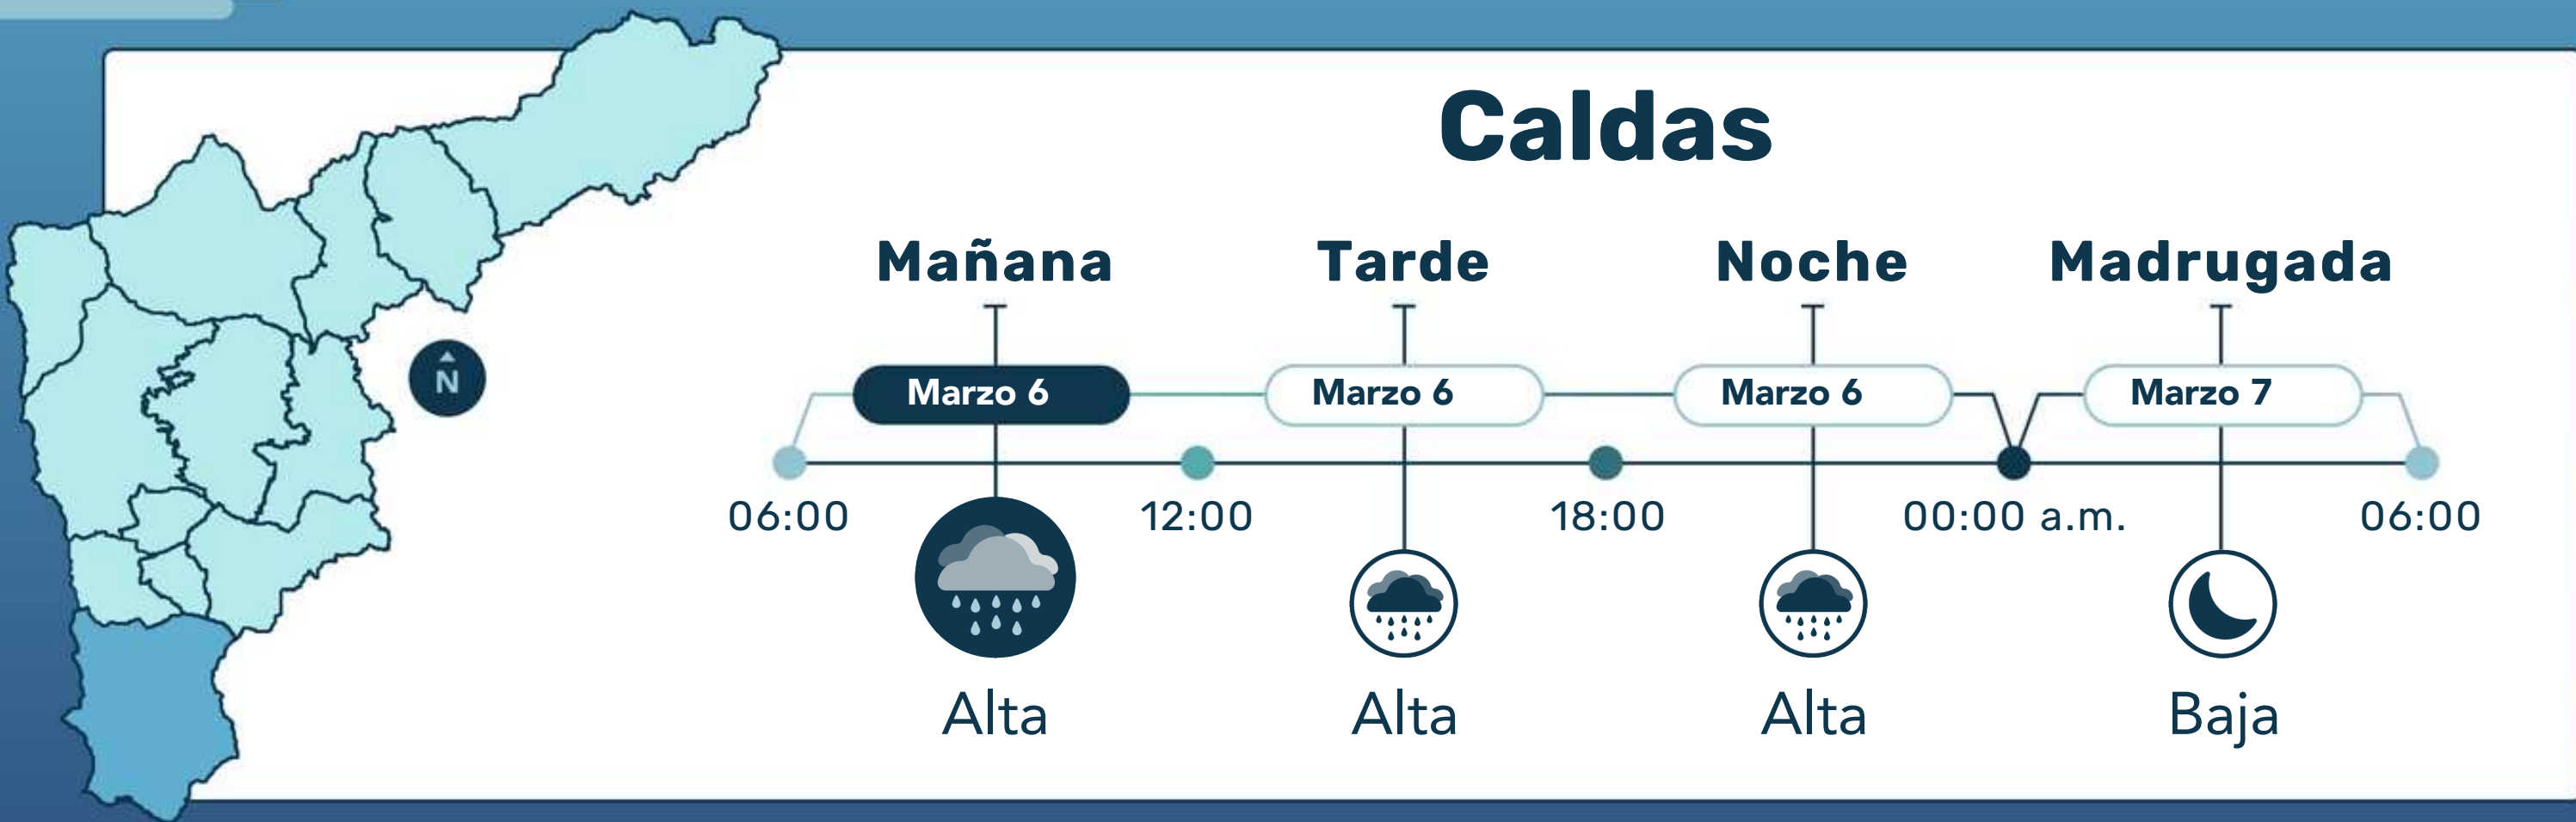 Caldas
Mañana Tarde Noche Madrugada
N
Marzo 6 Marzo 6 Marzo 6 Marzo 7
06:00 12:00 18:00 00:00 a.m. 06:00
Alta Alta Alta Baja